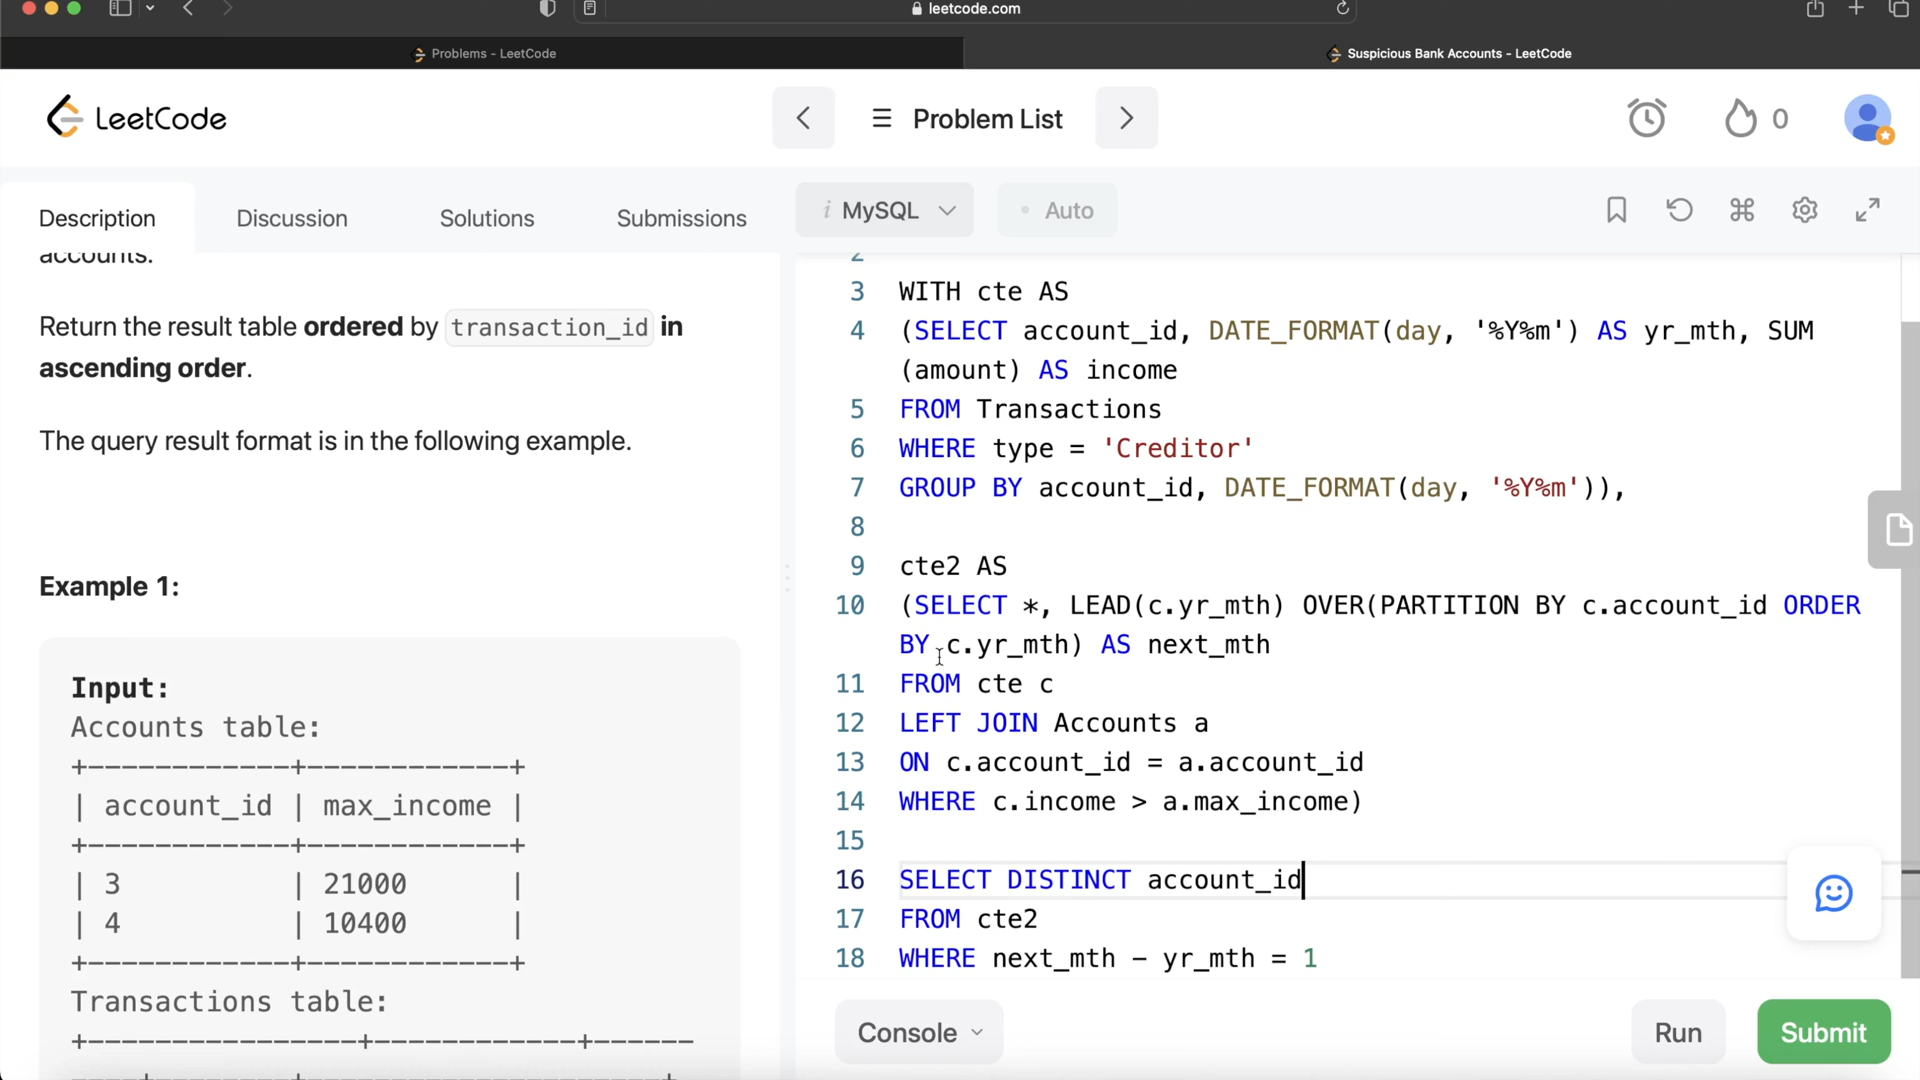 leetcode.com
Problems - LeetCode
Suspicious Bank Accounts - LeetCode
LeetCode
Problem List
0
Description
Discussion
Solutions
Submissions
i MySQL
Auto
accounts.
Return the result table ordered by transaction_id in
ascending order.
The query result format is in the following example.
Example 1:
Input:
Accounts table:
+------------+------------+
| account_id | max_income |
+------------+------------+
| 3          | 21000      |
| 4          | 10400      |
+------------+------------+
Transactions table:
+----------------+------------+------
----+----------+---------------------+
2
3 WITH cte AS
4 (SELECT account_id, DATE_FORMAT(day, '%Y%m') AS yr_mth, SUM
(amount) AS income
5 FROM Transactions
6 WHERE type = 'Creditor'
7 GROUP BY account_id, DATE_FORMAT(day, '%Y%m')),
8
9 cte2 AS
10 (SELECT *, LEAD(c.yr_mth) OVER(PARTITION BY c.account_id ORDER
BY c.yr_mth) AS next_mth
11 FROM cte c
12 LEFT JOIN Accounts a
13 ON c.account_id = a.account_id
14 WHERE c.income > a.max_income)
15
16 SELECT DISTINCT account_id
17 FROM cte2
18 WHERE next_mth - yr_mth = 1
Console
Run
Submit